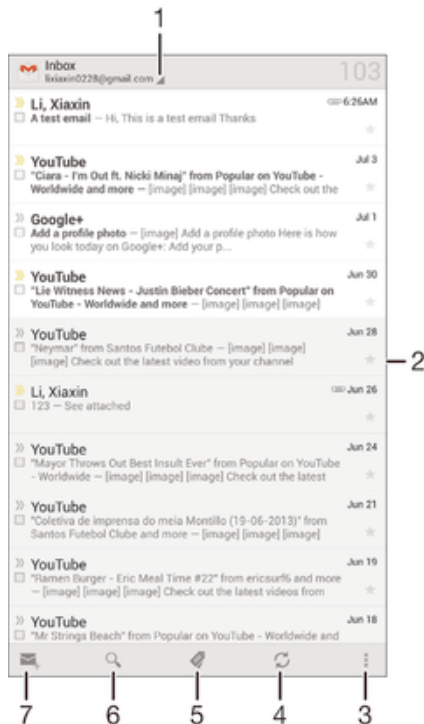 1
Inbox
lixiaxin0228@gmail.com
103
Li, Xiaxin
6:26AM
A test email — Hi, This is a test email Thanks
YouTube
Jul 3
"Ciara - I'm Out ft. Nicki Minaj" from Popular on YouTube -
Worldwide and more — [image] [image] [image] Check out the
Google+
Jul 1
Add a profile photo — [image] Add a profile photo Here is how
you look today on Google+: Add your p...
YouTube
Jun 30
"Lie Witness News - Justin Bieber Concert" from Popular on
YouTube - Worldwide and more — [image] [image] [image]
YouTube
Jun 28
"Neymar" from Santos Futebol Clube — [image] [image]
[image] Check out the latest video from your channel
2
Li, Xiaxin
Jun 26
123 — See attached
YouTube
Jun 24
"Mayor Throws Out Best Insult Ever" from Popular on YouTube
- Worldwide — [image] [image] [image] Check out the latest
YouTube
Jun 21
"Coletiva de imprensa do meia Montillo (19-06-2013)" from
Santos Futebol Clube and more — [image] [image] [image]
YouTube
Jun 19
"Ramen Burger - Eric Meal Time #22" from ericsurf6 and more
— [image] [image] [image] Check out the latest videos from
YouTube
Jun 18
"Mr Strings Beach" from Popular on YouTube - Worldwide and
7
6
5
4
3